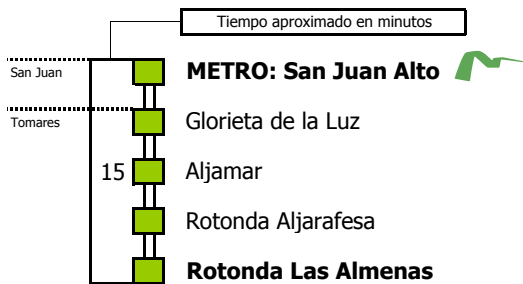 Tiempo aproximado en minutos
San Juan
METRO: San Juan Alto
Tomares
Glorieta de la Luz
15
Aljamar
Rotonda Aljarafesa
Rotonda Las Almenas